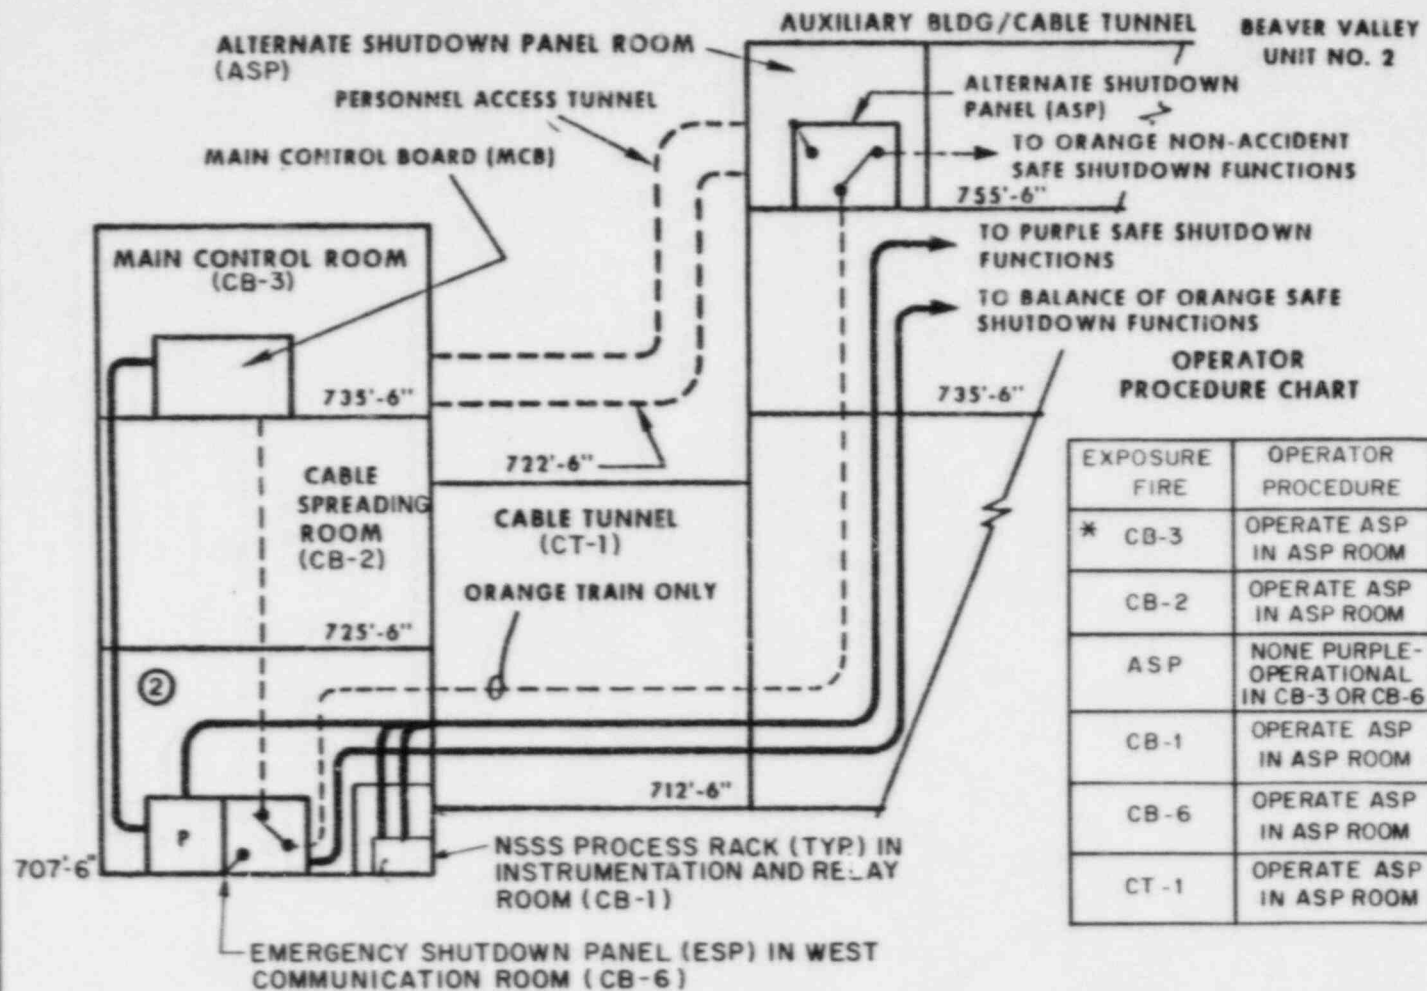 AUXILIARY BLDG/CABLE TUNNEL
BEAVER VALLEY
UNIT NO. 2
ALTERNATE SHUTDOWN PANEL ROOM
(ASP)
PERSONNEL ACCESS TUNNEL
MAIN CONTROL BOARD (MCB)
ALTERNATE SHUTDOWN
PANEL (ASP)
TO ORANGE NON-ACCIDENT
SAFE SHUTDOWN FUNCTIONS
755'-6"
TO PURPLE SAFE SHUTDOWN
FUNCTIONS
TO BALANCE OF ORANGE SAFE
SHUTDOWN FUNCTIONS
MAIN CONTROL ROOM
(CB-3)
735'-6"
735'-6"
722'-6"
CABLE
SPREADING
ROOM
(CB-2)
CABLE TUNNEL
(CT-1)
ORANGE TRAIN ONLY
725'-6"
2
P
712'-6"
707'-6"
NSSS PROCESS RACK (TYP.) IN
INSTRUMENTATION AND RELAY
ROOM (CB-1)
EMERGENCY SHUTDOWN PANEL (ESP) IN WEST
COMMUNICATION ROOM (CB-6)
OPERATOR
PROCEDURE CHART
EXPOSURE
FIRE
OPERATOR
PROCEDURE
* CB-3
OPERATE ASP
IN ASP ROOM
CB-2
OPERATE ASP
IN ASP ROOM
ASP
NONE PURPLE-
OPERATIONAL
IN CB-3 OR CB-6
CB-1
OPERATE ASP
IN ASP ROOM
CB-6
OPERATE ASP
IN ASP ROOM
CT-1
OPERATE ASP
IN ASP ROOM